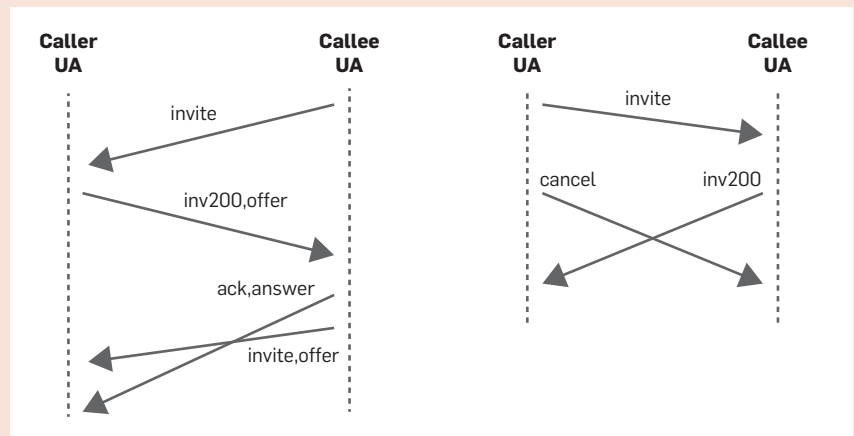 Caller
UA
Callee
UA
invite
inv200,offer
ack,answer
invite,offer
Caller
UA
Callee
UA
invite
cancel
inv200